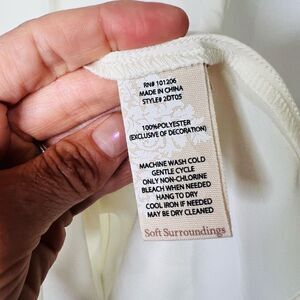 RN# 101206
MADE IN CHINA
STYLE# 2DT05
100%POLYESTER
(EXCLUSIVE OF DECORATION)
MACHINE WASH COLD
GENTLE CYCLE
ONLY NON-CHLORINE
BLEACH WHEN NEEDED
HANG TO DRY
COOL IRON IF NEEDED
MAY BE DRY CLEANED
Soft Surroundings